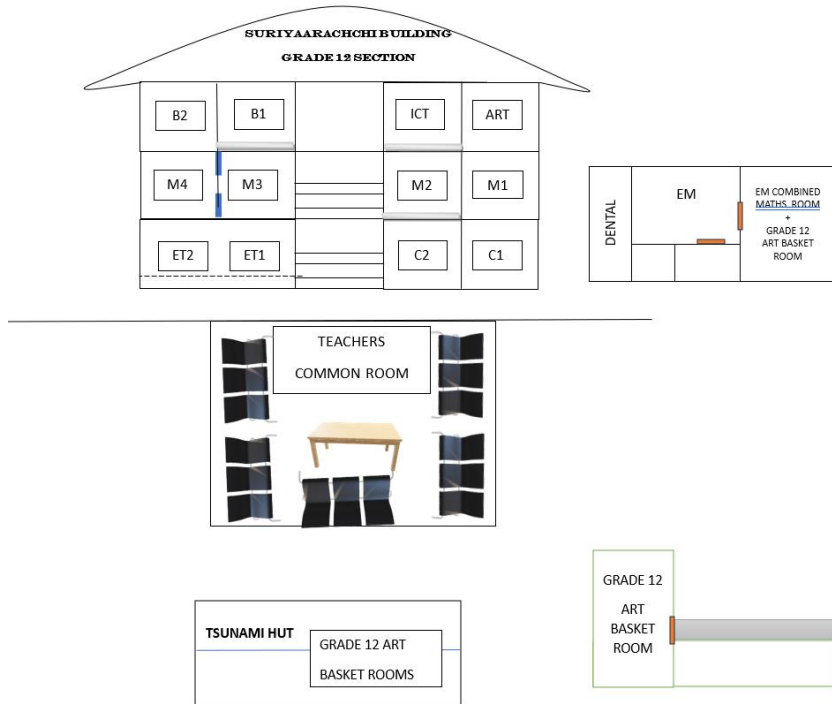 SURIYAARACHCHI BUILDING
GRADE 12 SECTION
B2
B1
ICT
ART
M4
M3
M2
M1
ET2
ET1
C2
C1
DENTAL
EM
EM COMBINED
MATHS ROOM
+
GRADE 12
ART BASKET
ROOM
TEACHERS
COMMON ROOM
TSUNAMI HUT
GRADE 12 ART
BASKET ROOMS
GRADE 12
ART
BASKET
ROOM